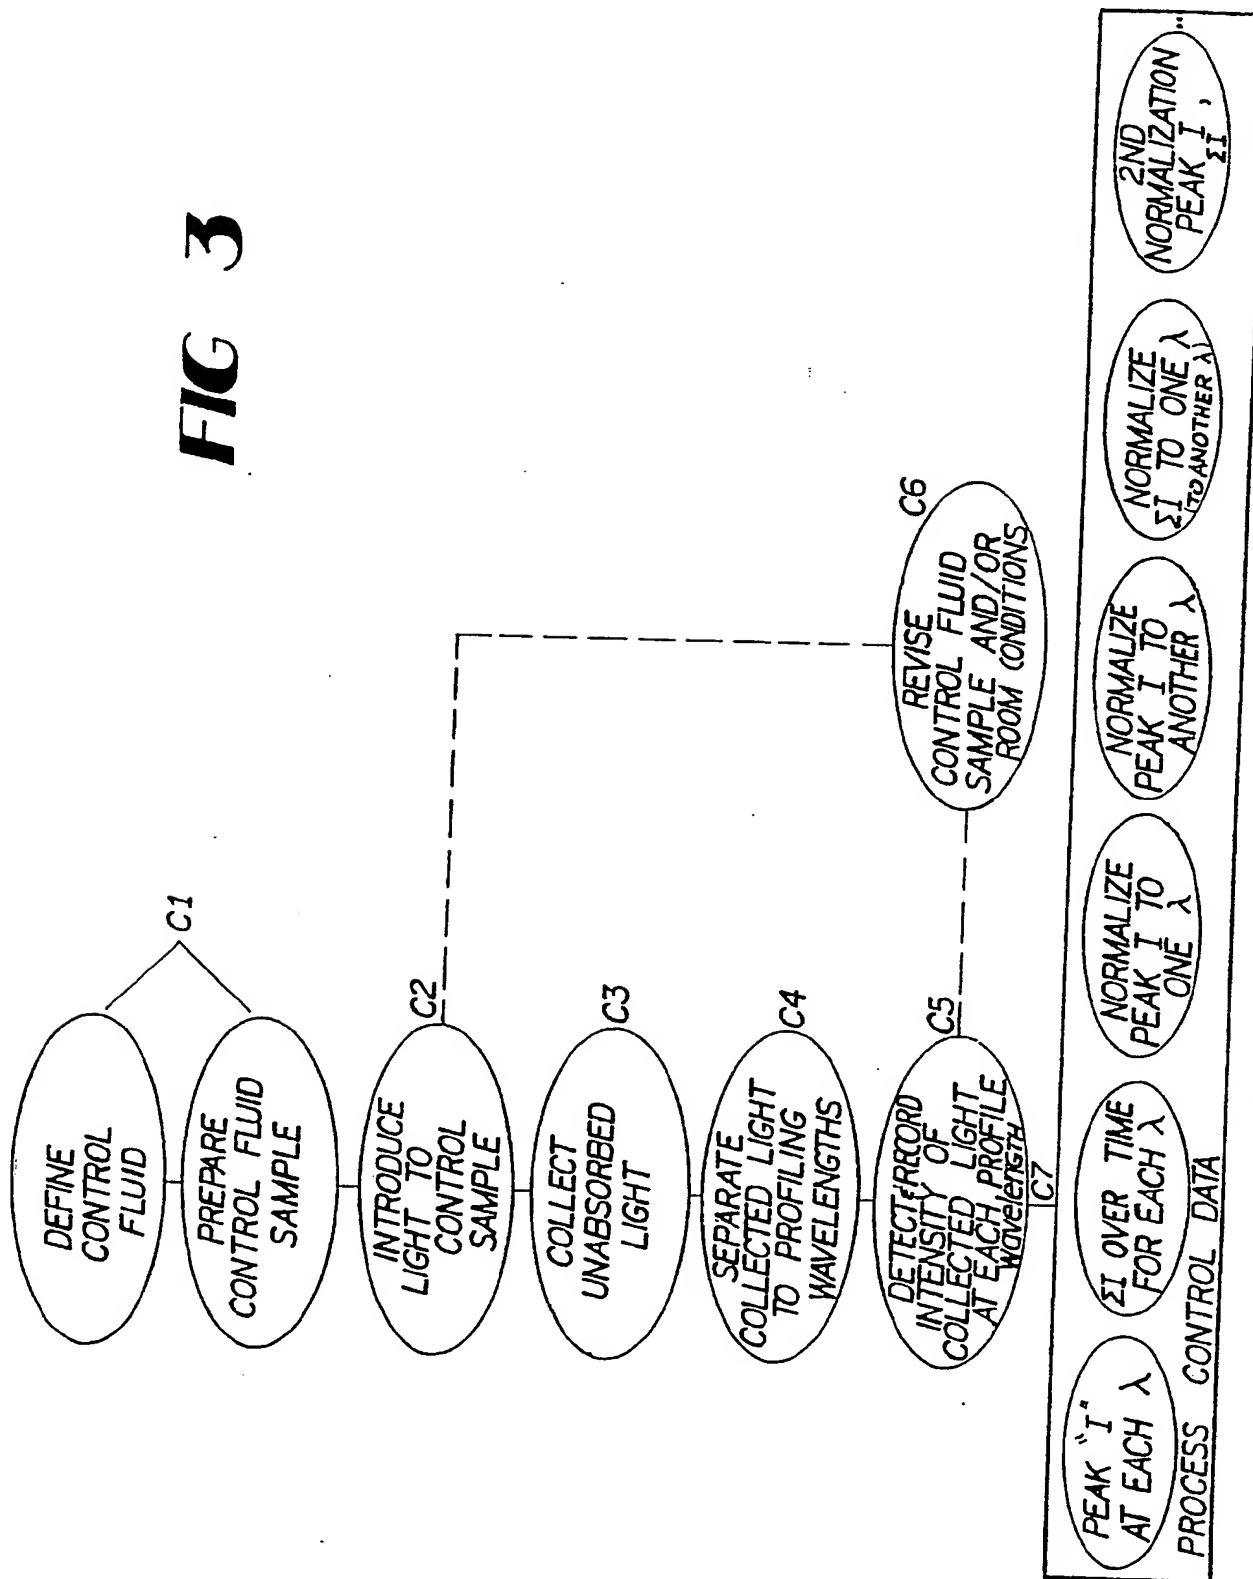 FIG 3
DEFINE
CONTROL
FLUID
C1
PREPARE
CONTROL FLUID
SAMPLE
INTRODUCE
LIGHT TO
CONTROL
SAMPLE
C2
COLLECT
UNABSORBED
LIGHT
C3
SEPARATE
COLLECTED LIGHT
TO PROFILING
WAVELENGTHS
C4
DETECT & RECORD
INTENSITY OF
COLLECTED LIGHT
AT EACH PROFILE
Wavelength
C5
REVISE
CONTROL FLUID
SAMPLE AND/OR
ROOM CONDITIONS
C6
C7
PEAK "I"
AT EACH λ
ΣI OVER TIME
FOR EACH λ
NORMALIZE
PEAK I TO
ONE λ
NORMALIZE
PEAK I TO
ANOTHER λ
NORMALIZE
ΣI TO ONE λ
(TO ANOTHER λ)
2ND
NORMALIZATION
PEAK I,
ΣI
...
PROCESS CONTROL DATA